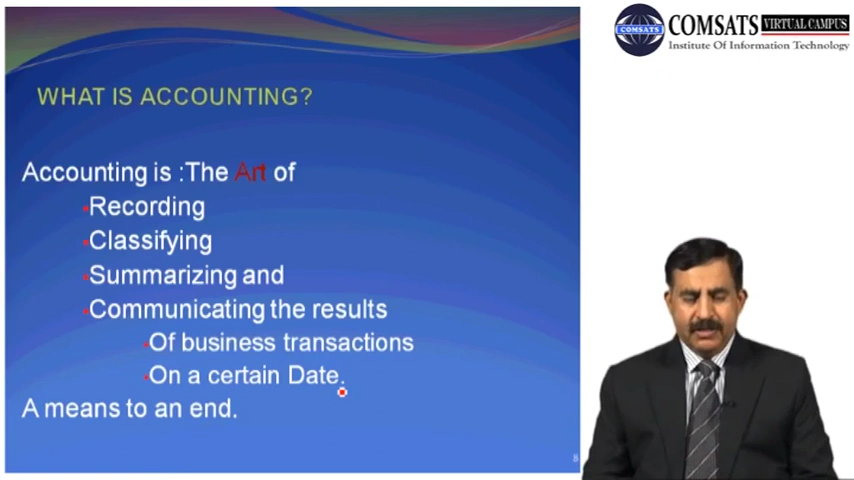 COMSATS VIRTUAL CAMPUS
Institute Of Information Technology
COMSATS
WHAT IS ACCOUNTING?
Accounting is :The Art of
Recording
Classifying
Summarizing and
Communicating the results
Of business transactions
On a certain Date.
A means to an end.